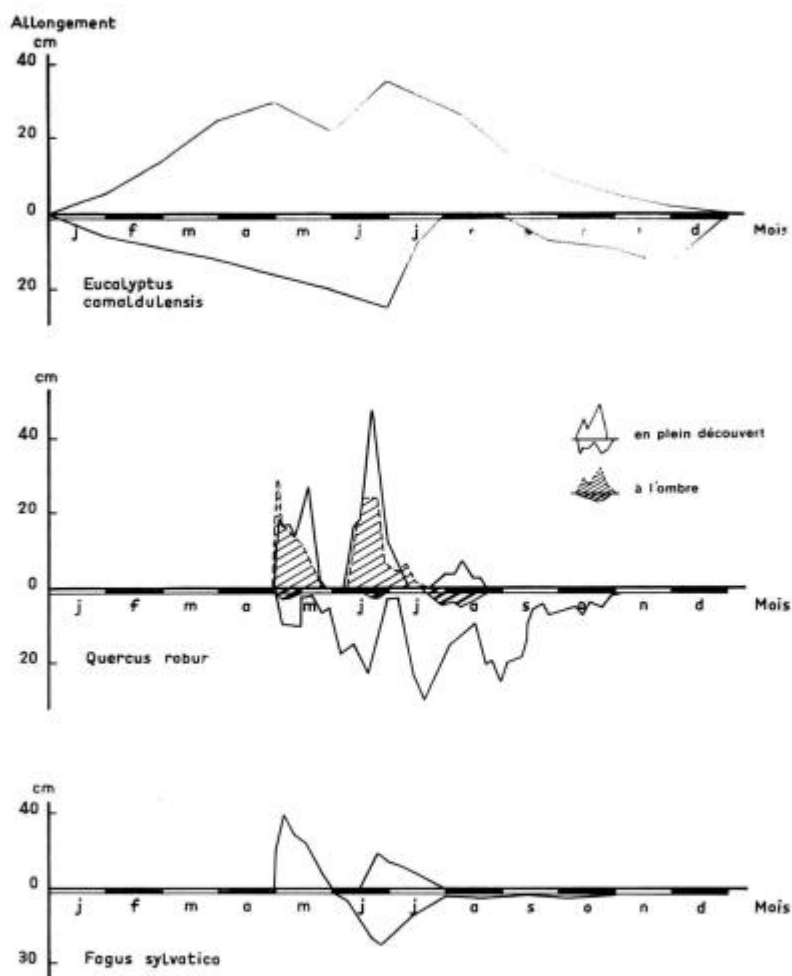 Allongement
cm
40
20
0
j f m a m j j d Mois
20
Eucalyptus
camaldulensis
cm
40
en plein découvert
20
à l'ombre
0
j f m a m j j a s o n d Mois
20
Quercus robur
cm
40
0
j f m a m j j a s o n d Mois
30
Fagus sylvatica